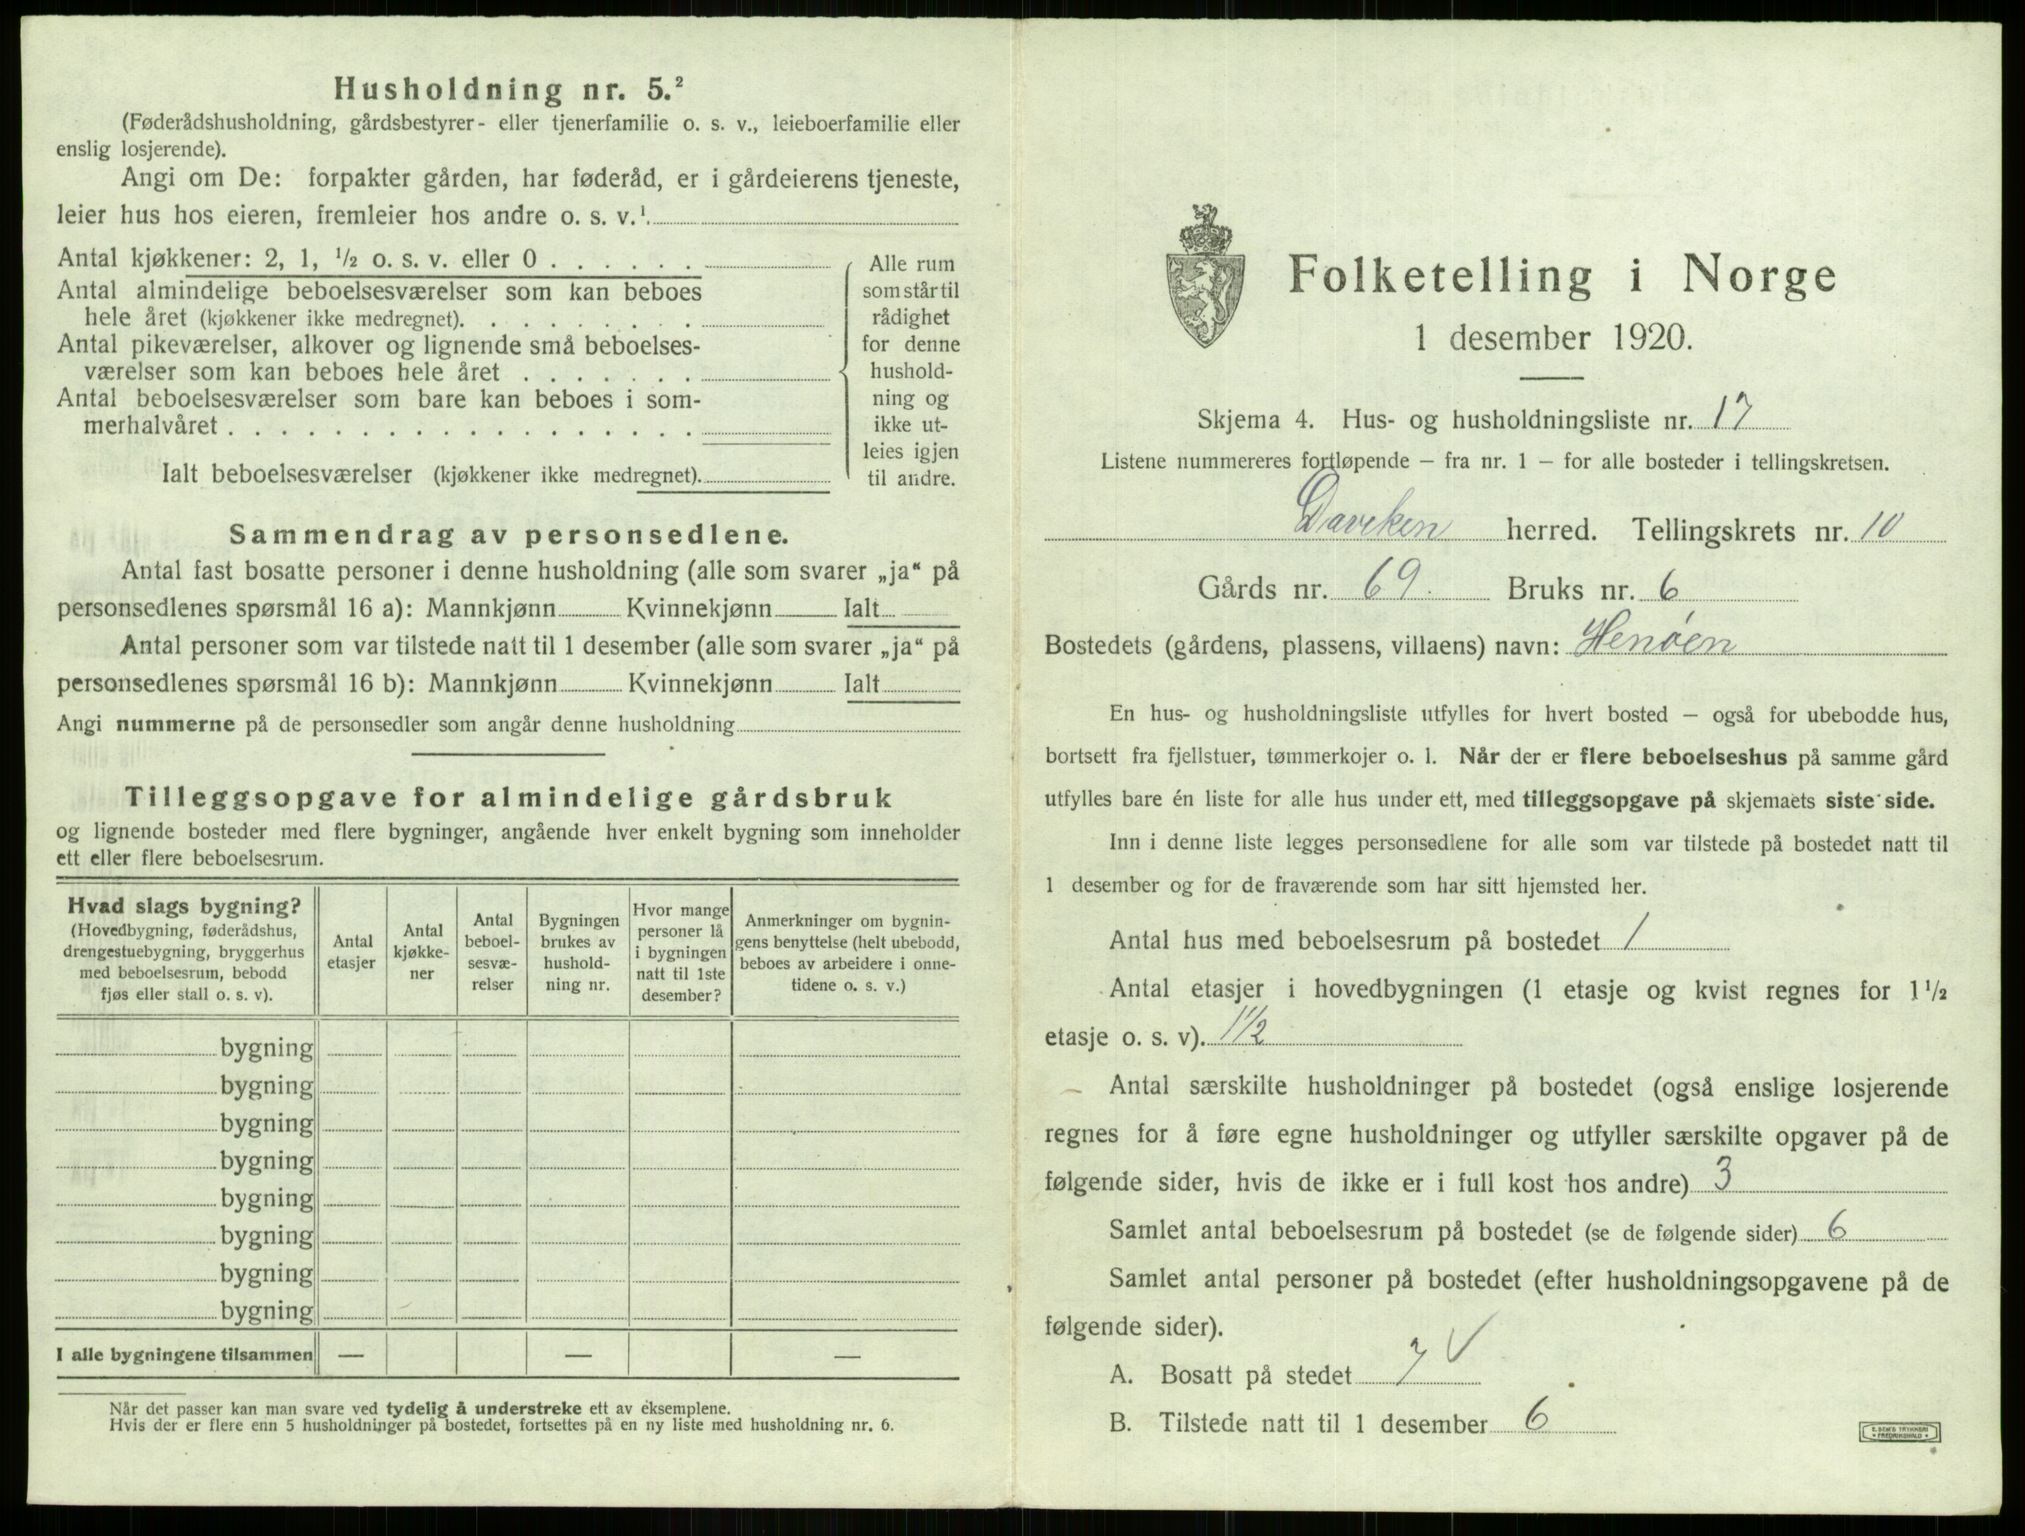 Husholdning nr. 5.²
(Føderådshusholdning, gårdsbestyrer- eller tjenerfamilie o. s. v., leieboerfamilie eller
enslig losjerende).
Angi om De: forpakter gården, har føderåd, er i gårdeierens tjeneste,
leier hus hos eieren, fremleier hos andre o. s. v.¹
Antal kjøkkener: 2, 1, ½ o. s. v. eller 0 . . . . . .
Antal almindelige beboelsesværelser som kan beboes
hele året (kjøkkener ikke medregnet). . . . . . . . .
Antal pikeværelser, alkover og lignende små beboelses-
værelser som kan beboes hele året . . . . . . .
Antal beboelsesværelser som bare kan beboes i som-
merhalvåret . . . . . . . . . . . . . . . . . .
Ialt beboelsesværelser (kjøkkener ikke medregnet).
Alle rum
som står til
rådighet
for denne
hushold-
ning og
ikke ut-
leies igjen
til andre.
Sammendrag av personsedlene.
Antal fast bosatte personer i denne husholdning (alle som svarer „ja“ på
personsedlenes spørsmål 16 a): Mannkjønn Kvinnekjønn Ialt
Antal personer som var tilstede natt til 1 desember (alle som svarer „ja“ på
personsedlenes spørsmål 16 b): Mannkjønn Kvinnekjønn Ialt
Angi nummerne på de personsedler som angår denne husholdning
Tilleggsopgave for almindelige gårdsbruk
og lignende bosteder med flere bygninger, angående hver enkelt bygning som inneholder
ett eller flere beboelsesrum.
Hvad slags bygning?
(Hovedbygning, føderådshus,
drengestuebygning, bryggerhus
med beboelsesrum, bebodd
fjøs eller stall o. s. v).
Antal
etasjer
Antal
kjøkke-
ner
Antal
beboel-
sesvæ-
relser
Bygningen
brukes av
hushold-
ning nr.
Hvor mange
personer lå
i bygningen
natt til 1ste
desember?
Anmerkninger om bygnin-
gens benyttelse (helt ubebodd,
beboes av arbeidere i onne-
tidene o. s. v.)
bygning
bygning
bygning
bygning
bygning
bygning
bygning
bygning
I alle bygningene tilsammen — — —
Når det passer kan man svare ved tydelig å understreke ett av eksemplene.
Hvis der er flere enn 5 husholdninger på bostedet, fortsettes på en ny liste med husholdning nr. 6.
Folketelling i Norge
1 desember 1920.
Skjema 4. Hus- og husholdningsliste nr. 17
Listene nummereres fortløpende – fra nr. 1 – for alle bosteder i tellingskretsen.
Daviken herred. Tellingskrets nr. 10
Gårds nr. 69. Bruks nr. 6
Bostedets (gårdens, plassens, villaens) navn: Henøen
En hus- og husholdningsliste utfylles for hvert bosted – også for ubebodde hus,
bortsett fra fjellstuer, tømmerkojer o. l. Når der er flere beboelseshus på samme gård
utfylles bare én liste for alle hus under ett, med tilleggsopgave på skjemaets siste side.
Inn i denne liste legges personsedlene for alle som var tilstede på bostedet natt til
1 desember og for de fraværende som har sitt hjemsted her.
Antal hus med beboelsesrum på bostedet 1
Antal etasjer i hovedbygningen (1 etasje og kvist regnes for 1½
etasje o. s. v). 1½
Antal særskilte husholdninger på bostedet (også enslige losjerende
regnes for å føre egne husholdninger og utfyller særskilte opgaver på de
følgende sider, hvis de ikke er i full kost hos andre) 3
Samlet antal beboelsesrum på bostedet (se de følgende sider) 6
Samlet antal personer på bostedet (efter husholdningsopgavene på de
følgende sider).
A. Bosatt på stedet 7 V
B. Tilstede natt til 1 desember 6